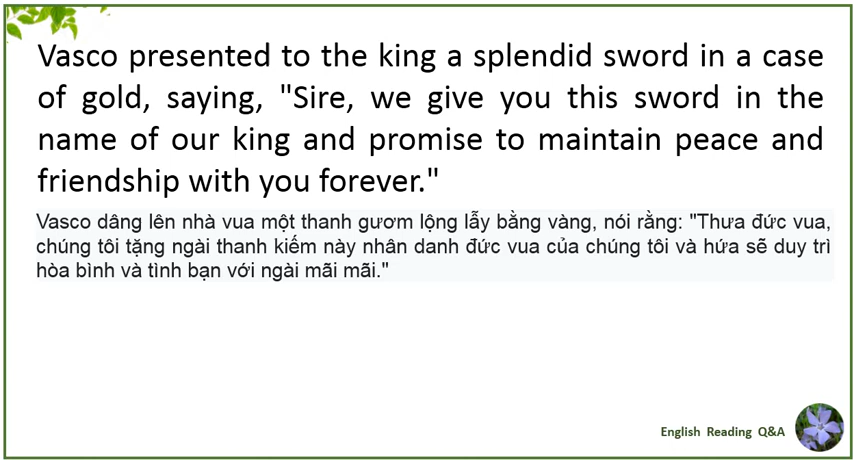 Vasco presented to the king a splendid sword in a case
of gold, saying, "Sire, we give you this sword in the
name of our king and promise to maintain peace and
friendship with you forever."
Vasco dâng lên nhà vua một thanh gươm lộng lẫy bằng vàng, nói rằng: "Thưa đức vua,
chúng tôi tặng ngài thanh kiếm này nhân danh đức vua của chúng tôi và hứa sẽ duy trì
hòa bình và tình bạn với ngài mãi mãi."
English Reading Q&A